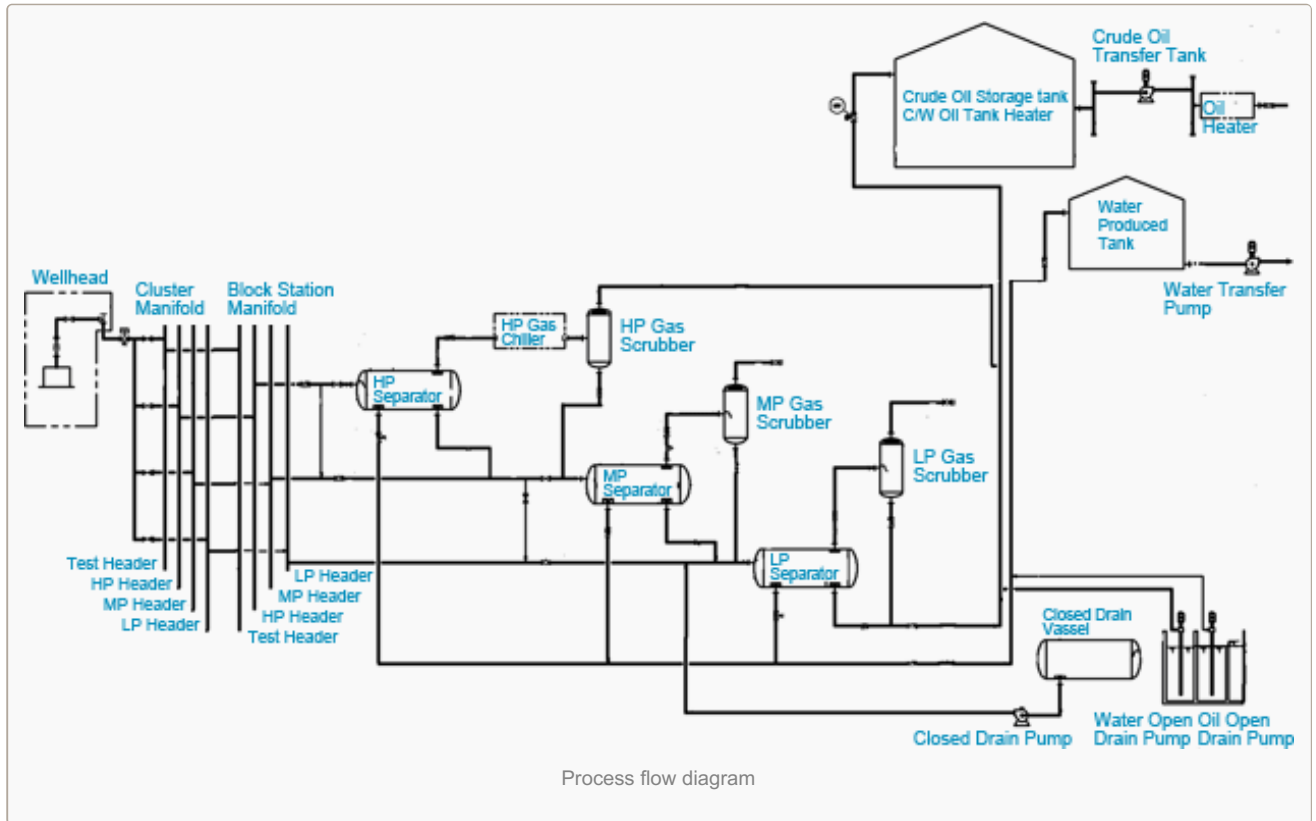 Crude Oil
Transfer Tank
Crude Oil Storage tank
C/W Oil Tank Heater
Oil
Heater
Water
Produced
Tank
Water Transfer
Pump
Wellhead
Cluster
Manifold
Block Station
Manifold
HP Gas
Chiller
HP Gas
Scrubber
HP
Separator
MP Gas
Scrubber
MP
Separator
LP Gas
Scrubber
LP
Separator
Test Header
HP Header
MP Header
LP Header
LP Header
MP Header
HP Header
Test Header
Closed Drain
Vassel
Closed Drain Pump
Water Open
Drain Pump
Oil Open
Drain Pump
Process flow diagram